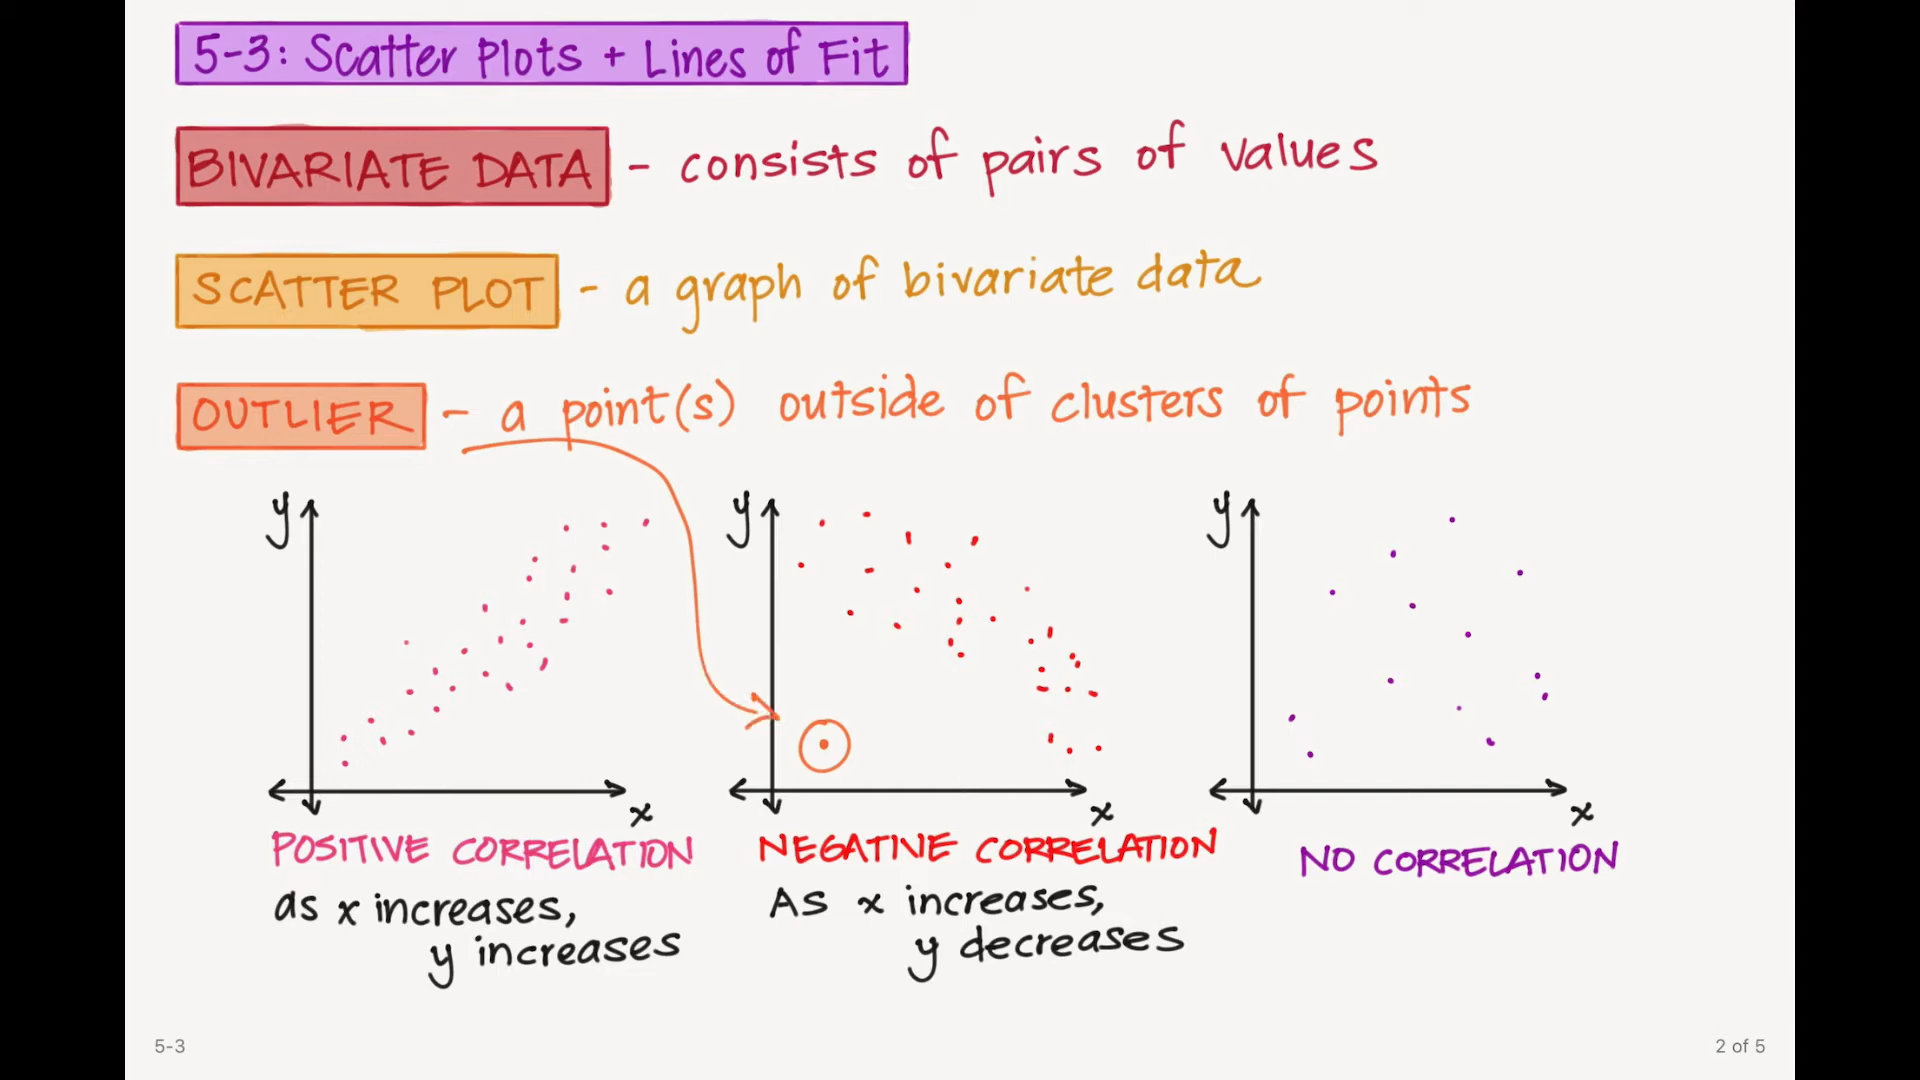 5-3: Scatter Plots + Lines of Fit
BIVARIATE DATA - consists of pairs of values
SCATTER PLOT - a graph of bivariate data
OUTLIER - a point(s) outside of clusters of points
y
x
POSITIVE CORRELATION
as x increases,
y increases
y
x
NEGATIVE CORRELATION
As x increases,
y decreases
y
x
NO CORRELATION
5-3
2 of 5